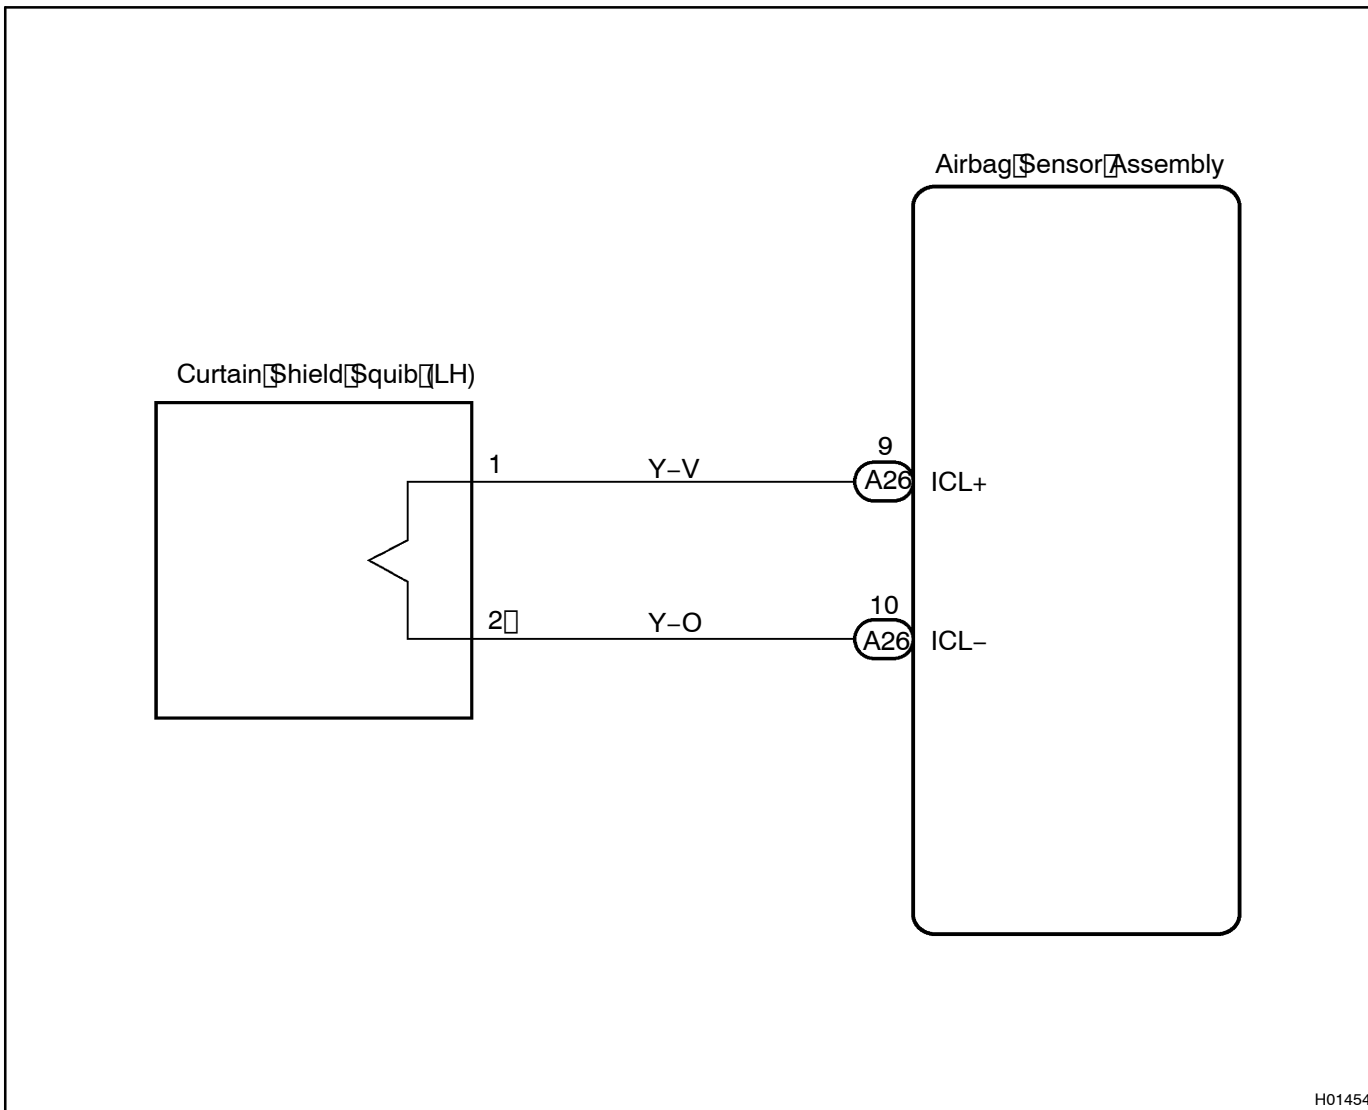 Airbag Sensor Assembly
Curtain Shield Squib (LH)
9
1
Y−V
A26
ICL+
10
2
Y−O
A26
ICL−
H01454